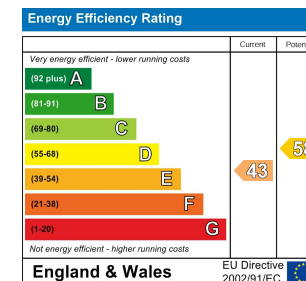 Energy Efficiency Rating
Current
Very energy efficient - lower running costs
(92 plus) A
(81-91) B
(69-80) C
(55-68) D
(39-54) E
43
(21-38) F
(1-20) G
Not energy efficient - higher running costs
England & Wales
EU Directive
2002/91/EC